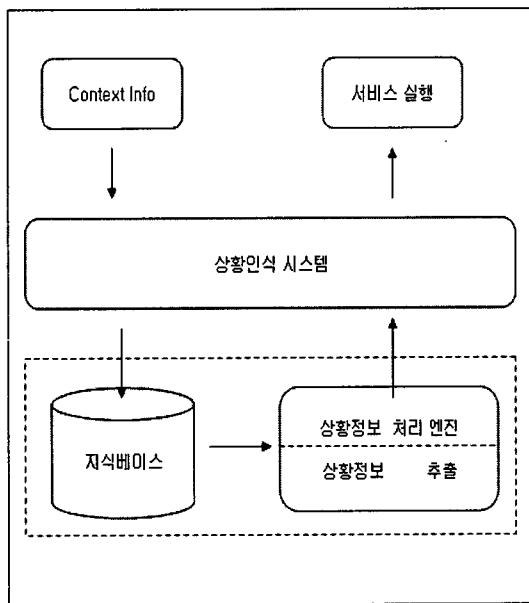 Context Info
서비스 실행
상황인식 시스템
지식베이스
상황정보 처리 엔진
상황정보 추출